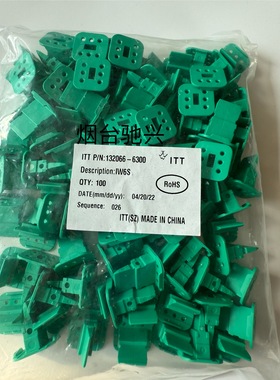 烟台驰兴
ITT P/N:132066-6300
Description:IW6S
ITT
QTY: 100
RoHS
DATE(mm/dd/yy): 04/20/22
Sequence: 026
ITT(SZ) MADE IN CHINA